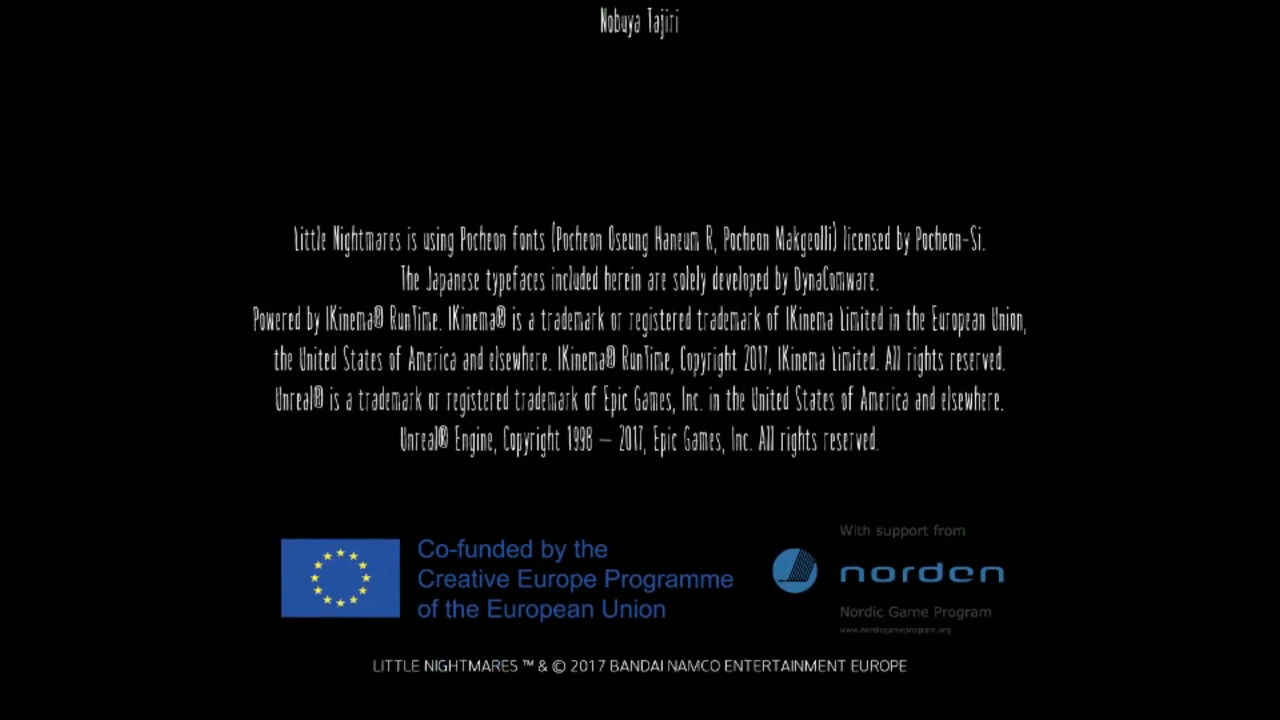 Nobuya Tajiri
Little Nightmares is using Pocheon fonts (Pocheon Oseung Haneum R, Pocheon Makgeolli) licensed by Pocheon-Si.
The Japanese typefaces included herein are solely developed by DynaComware.
Powered by IKinema® RunTime. IKinema® is a trademark or registered trademark of IKinema Limited in the European Union,
the United States of America and elsewhere. IKinema® RunTime, Copyright 2017, IKinema Limited. All rights reserved.
Unreal® is a trademark or registered trademark of Epic Games, Inc. in the United States of America and elsewhere.
Unreal® Engine, Copyright 1998 – 2017, Epic Games, Inc. All rights reserved.
Co-funded by the
Creative Europe Programme
of the European Union
With support from
norden
Nordic Game Program
www.nordicgameprogram.org
LITTLE NIGHTMARES ™ & © 2017 BANDAI NAMCO ENTERTAINMENT EUROPE